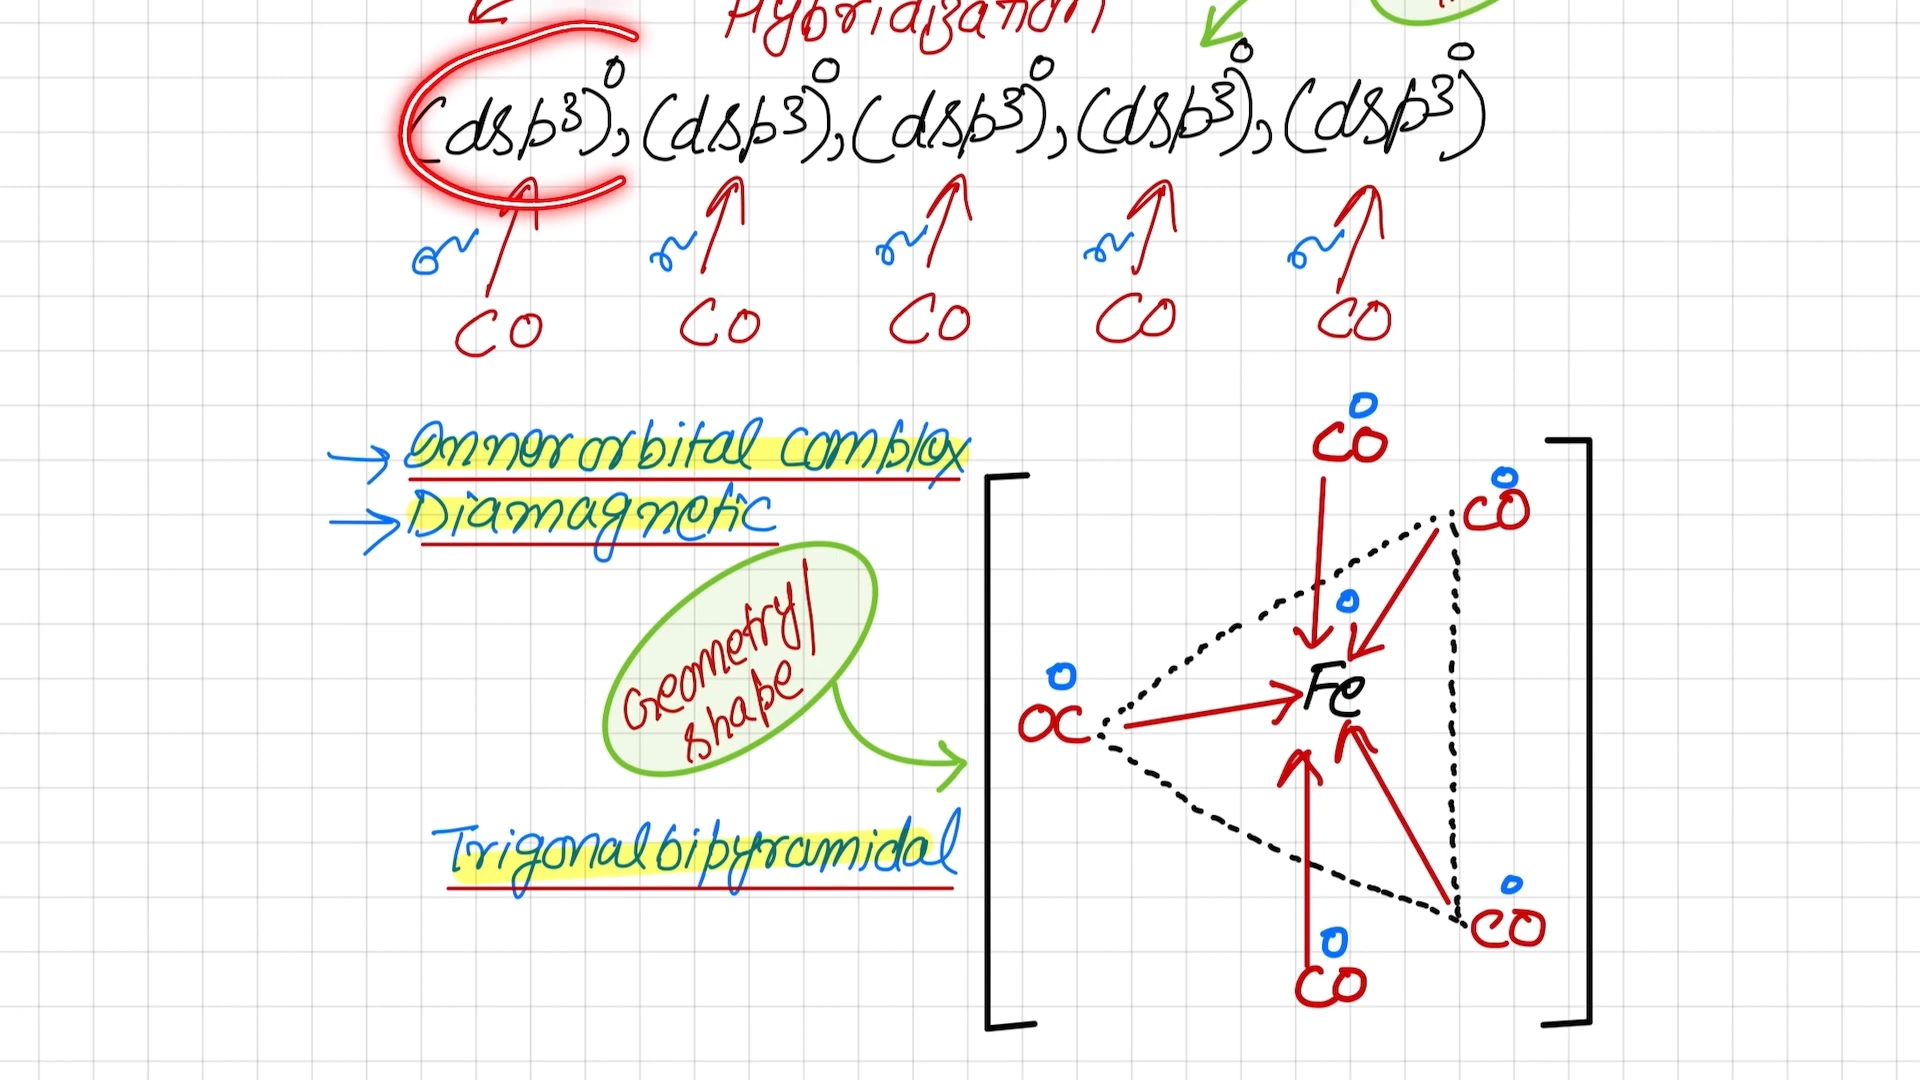 Hybridization
(dsp³)⁰, (dsp³)⁰, (dsp³)⁰, (dsp³)⁰, (dsp³)⁰
CO CO CO CO CO
→ Inner orbital complex
→ Diamagnetic
Geometry/
shape
Trigonal bipyramidal
CO
CO
0
Fe
OC
CO
CO